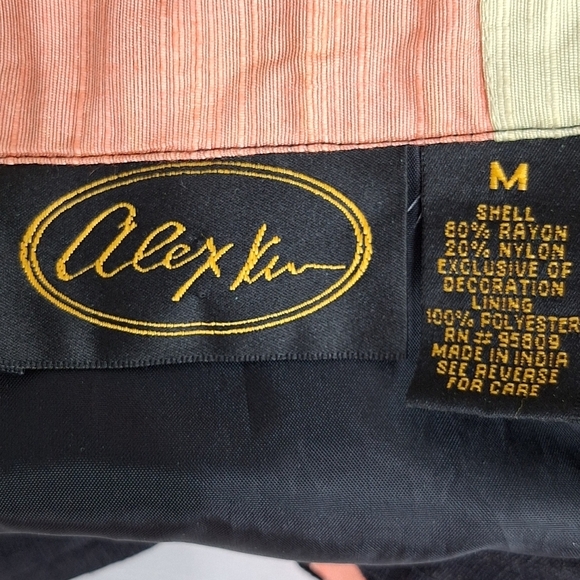 alex Kim
M
SHELL
80% RAYON
20% NYLON
EXCLUSIVE OF
DECORATION
LINING
100% POLYESTER
RN# 95809
MADE IN INDIA
SEE REVERSE
FOR CARE